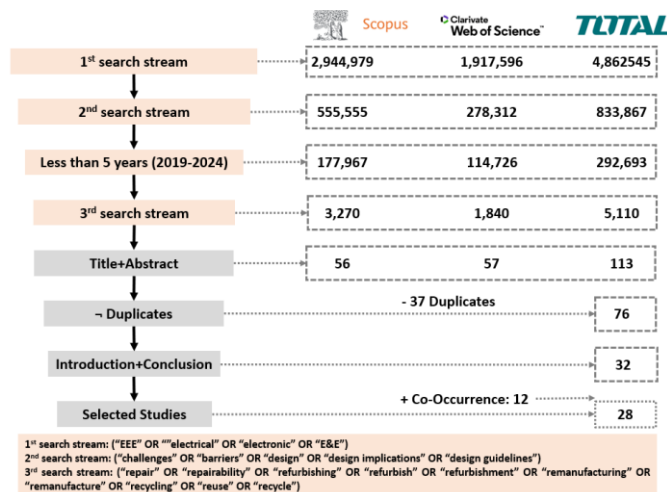 Scopus Clarivate Web of Science™ TOTAL
1st search stream 2,944,979 1,917,596 4,862545
2nd search stream 555,555 278,312 833,867
Less than 5 years (2019-2024) 177,967 114,726 292,693
3rd search stream 3,270 1,840 5,110
Title+Abstract 56 57 113
- 37 Duplicates
¬ Duplicates 76
Introduction+Conclusion 32
+ Co-Occurrence: 12
Selected Studies 28
1st search stream: ("EEE" OR ""electrical" OR "electronic" OR "E&E")
2nd search stream: ("challenges" OR "barriers" OR "design" OR "design implications" OR "design guidelines")
3rd search stream: ("repair" OR "repairability" OR "refurbishing" OR "refurbish" OR "refurbishment" OR "remanufacturing" OR
"remanufacture" OR "recycling" OR "reuse" OR "recycle")